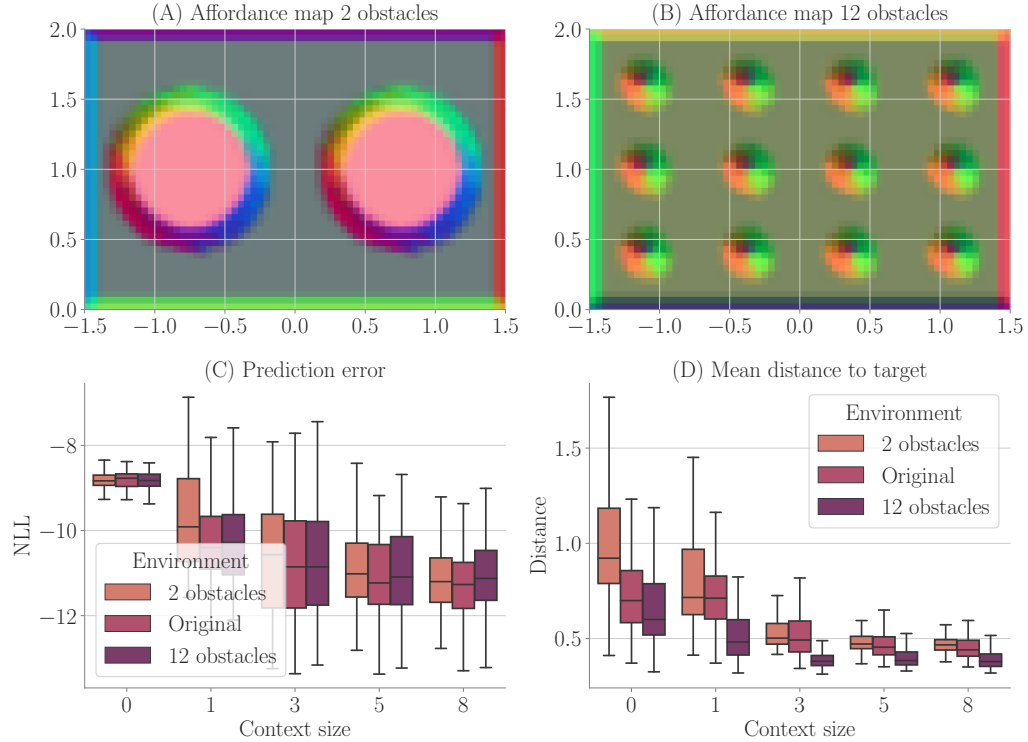 (A) Affordance map 2 obstacles
2.0
1.5
1.0
0.5
0.0
−1.5 −1.0 −0.5 0.0 0.5 1.0 1.5
(B) Affordance map 12 obstacles
2.0
1.5
1.0
0.5
0.0
−1.5 −1.0 −0.5 0.0 0.5 1.0 1.5
(C) Prediction error
NLL
−8
−10
−12
Environment
2 obstacles
Original
12 obstacles
0 1 3 5 8
Context size
(D) Mean distance to target
Distance
1.5
1.0
0.5
Environment
2 obstacles
Original
12 obstacles
0 1 3 5 8
Context size